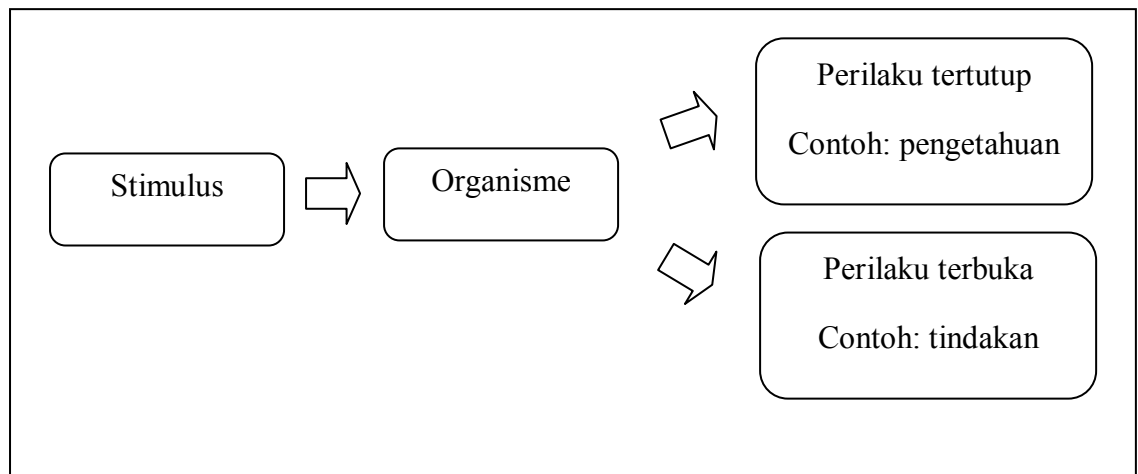 Stimulus
Organisme
Perilaku tertutup
Contoh: pengetahuan
Perilaku terbuka
Contoh: tindakan